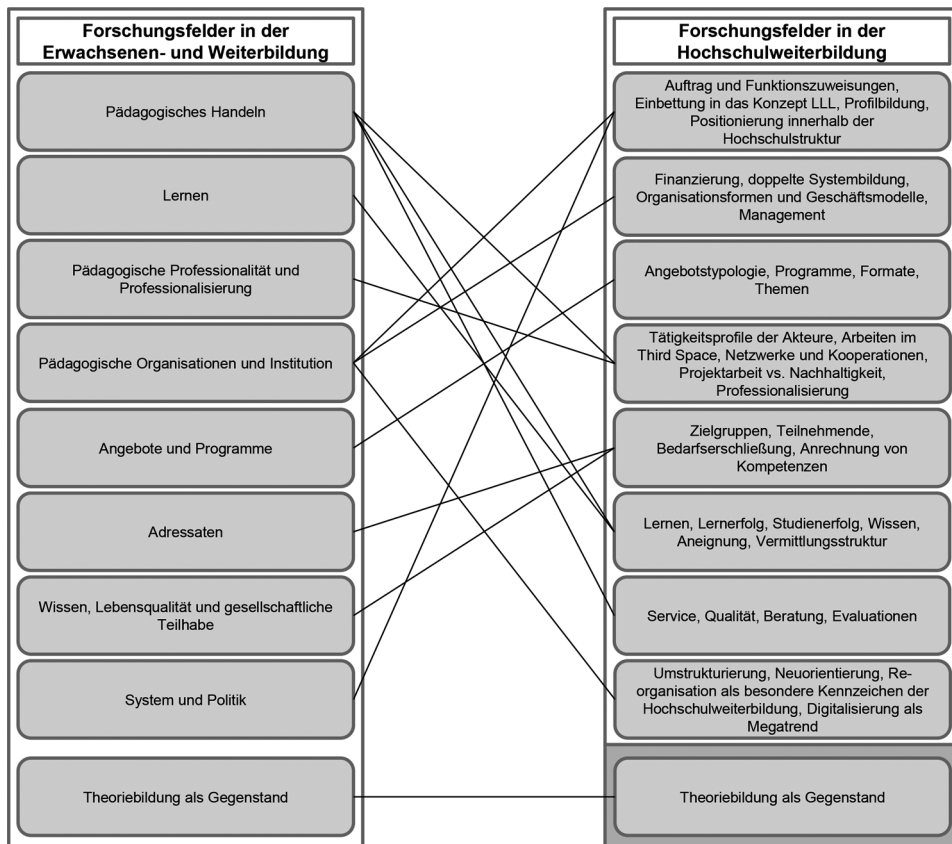 Forschungsfelder in der
Erwachsenen- und Weiterbildung
Pädagogisches Handeln
Lernen
Pädagogische Professionalität und
Professionalisierung
Pädagogische Organisationen und Institution
Angebote und Programme
Adressaten
Wissen, Lebensqualität und gesellschaftliche
Teilhabe
System und Politik
Theoriebildung als Gegenstand
Forschungsfelder in der
Hochschulweiterbildung
Auftrag und Funktionszuweisungen,
Einbettung in das Konzept LLL, Profilbildung,
Positionierung innerhalb der
Hochschulstruktur
Finanzierung, doppelte Systembildung,
Organisationsformen und Geschäftsmodelle,
Management
Angebotstypologie, Programme, Formate,
Themen
Tätigkeitsprofile der Akteure, Arbeiten im
Third Space, Netzwerke und Kooperationen,
Projektarbeit vs. Nachhaltigkeit,
Professionalisierung
Zielgruppen, Teilnehmende,
Bedarfserschließung, Anrechnung von
Kompetenzen
Lernen, Lernerfolg, Studienerfolg, Wissen,
Aneignung, Vermittlungsstruktur
Service, Qualität, Beratung, Evaluationen
Umstrukturierung, Neuorientierung, Re-
organisation als besondere Kennzeichen der
Hochschulweiterbildung, Digitalisierung als
Megatrend
Theoriebildung als Gegenstand